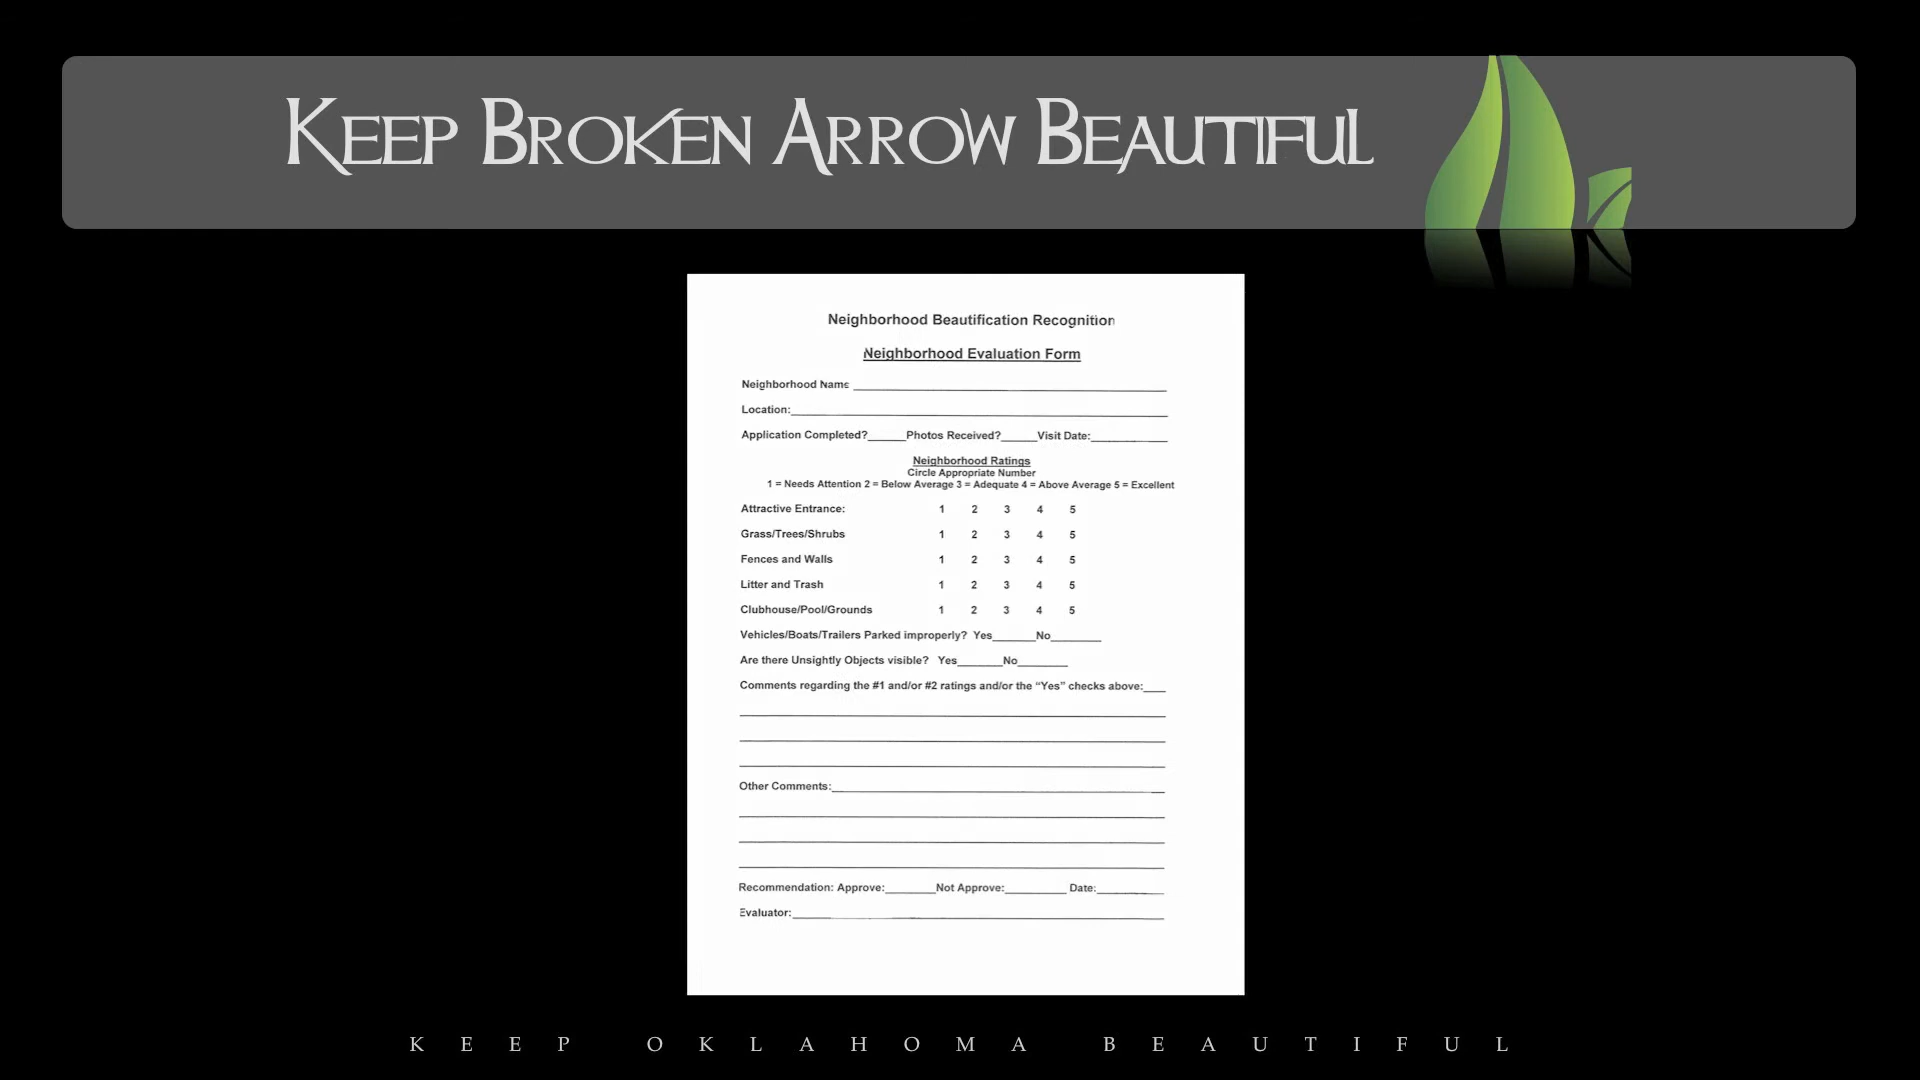 KEEP BROKEN ARROW BEAUTIFUL
Neighborhood Beautification Recognition
Neighborhood Evaluation Form
Neighborhood Name
Location:
Application Completed?______Photos Received?______Visit Date:____________
Neighborhood Ratings
Circle Appropriate Number
1 = Needs Attention 2 = Below Average 3 = Adequate 4 = Above Average 5 = Excellent
Attractive Entrance: 1 2 3 4 5
Grass/Trees/Shrubs 1 2 3 4 5
Fences and Walls 1 2 3 4 5
Litter and Trash 1 2 3 4 5
Clubhouse/Pool/Grounds 1 2 3 4 5
Vehicles/Boats/Trailers Parked improperly? Yes_______No________
Are there Unsightly Objects visible? Yes_______No________
Comments regarding the #1 and/or #2 ratings and/or the “Yes” checks above:____
Other Comments:
Recommendation: Approve:________Not Approve:__________ Date:___________
Evaluator:
KEEP OKLAHOMA BEAUTIFUL